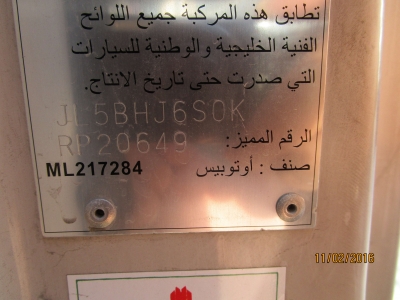 تطابق هذه المركبة جميع اللوائح
الفنية الخليجية والوطنية للسيارات
التي صدرت حتى تاريخ الانتاج.
JL5BHJ6S0K
الرقم المميز: RP20649
صنف : أوتوبيس ML217284
11/02/2016